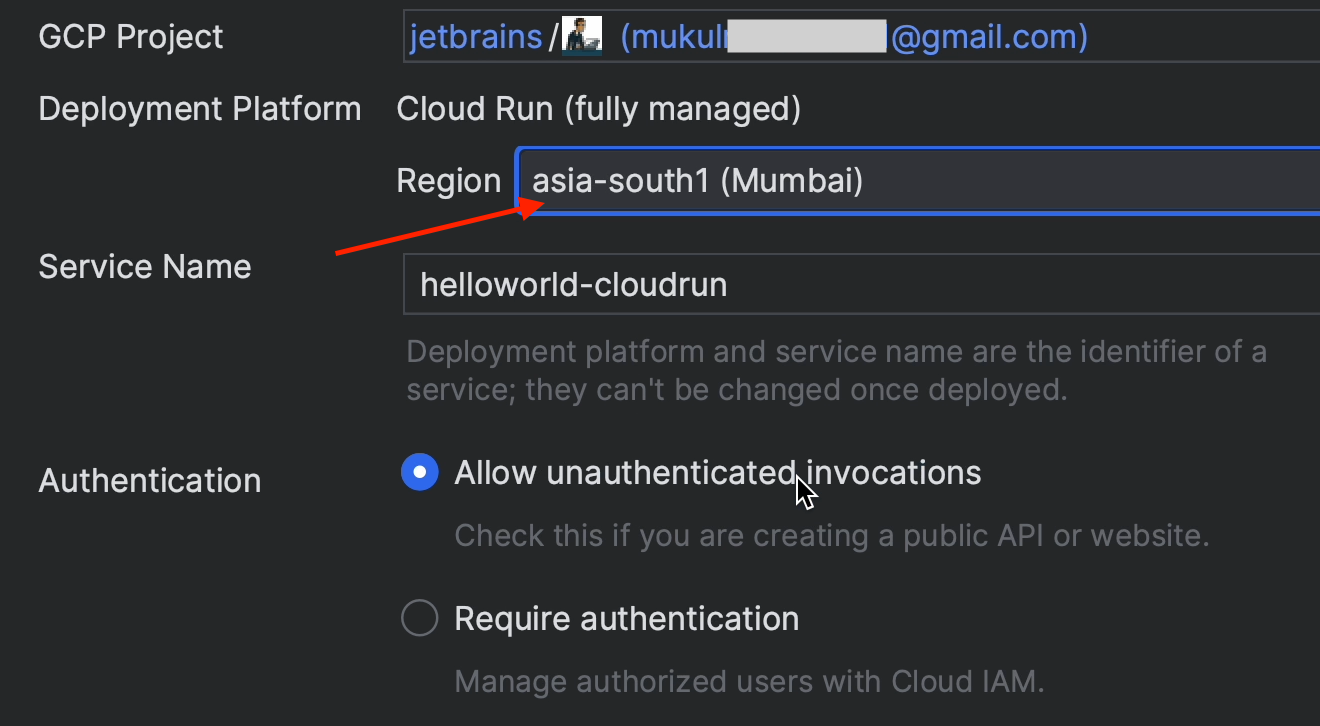 GCP Project jetbrains/ (mukul @gmail.com)
Deployment Platform Cloud Run (fully managed)
Region asia-south1 (Mumbai)
Service Name
helloworld-cloudrun
Deployment platform and service name are the identifier of a
service; they can't be changed once deployed.
Authentication Allow unauthenticated invocations
Check this if you are creating a public API or website.
Require authentication
Manage authorized users with Cloud IAM.